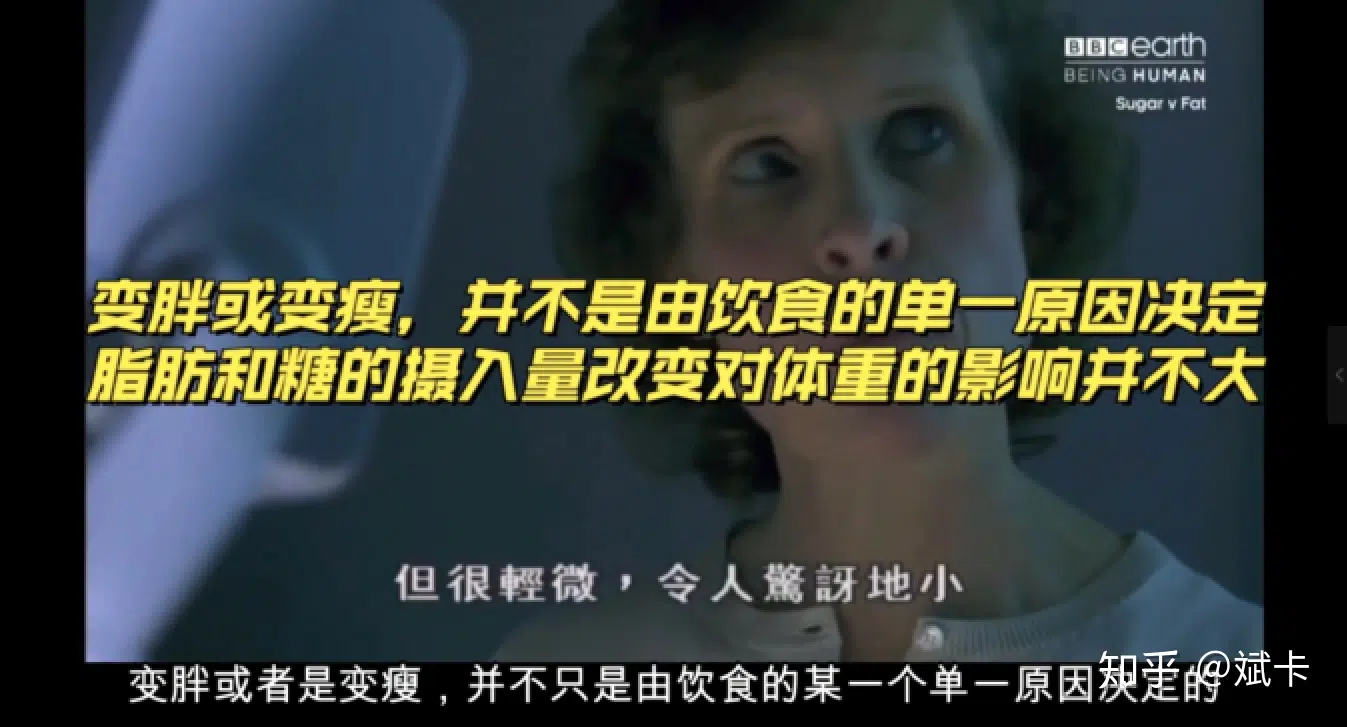 BBC earth
BEING HUMAN
Sugar v Fat
变胖或变瘦，并不是由饮食的单一原因决定
脂肪和糖的摄入量改变对体重的影响并不大
但很輕微，令人驚訝地小
变胖或者是变瘦，并不只是由饮食的某一个单一原因决定的
知乎 @斌卡